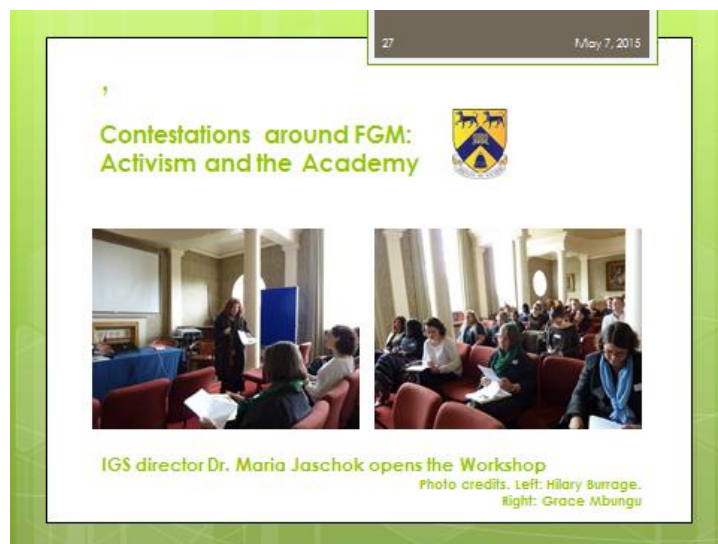 27 May 7, 2015
,
Contestations around FGM:
Activism and the Academy
IGS director Dr. Maria Jaschok opens the Workshop
Photo credits. Left: Hilary Burrage.
Right: Grace Mbungu